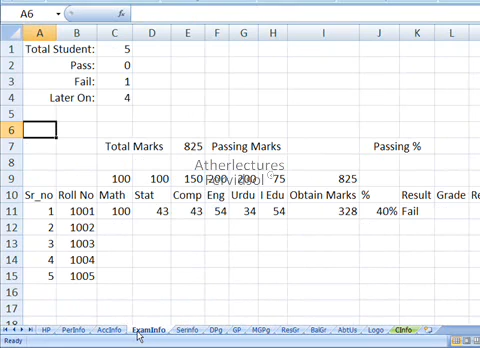 A6 fx
A B C D E F G H I J K L
1 Total Student: 5
2 Pass: 0
3 Fail: 1
4 Later On: 4
5
6
7 Total Marks 825 Passing Marks Passing %
8 Atherlectures
9 100 100 150 200 200 75 825
10 Sr_no Roll No Math Stat Comp Eng Urdu I Edu Obtain Marks % Result Grade Re
11 1 1001 100 43 43 54 34 54 328 40% Fail
12 2 1002
13 3 1003
14 4 1004
15 5 1005
16
17
18
HP PerInfo AccInfo ExamInfo SerInfo DPg GP MGPg ResGr BalGr AbtUs Logo CInfo
Ready